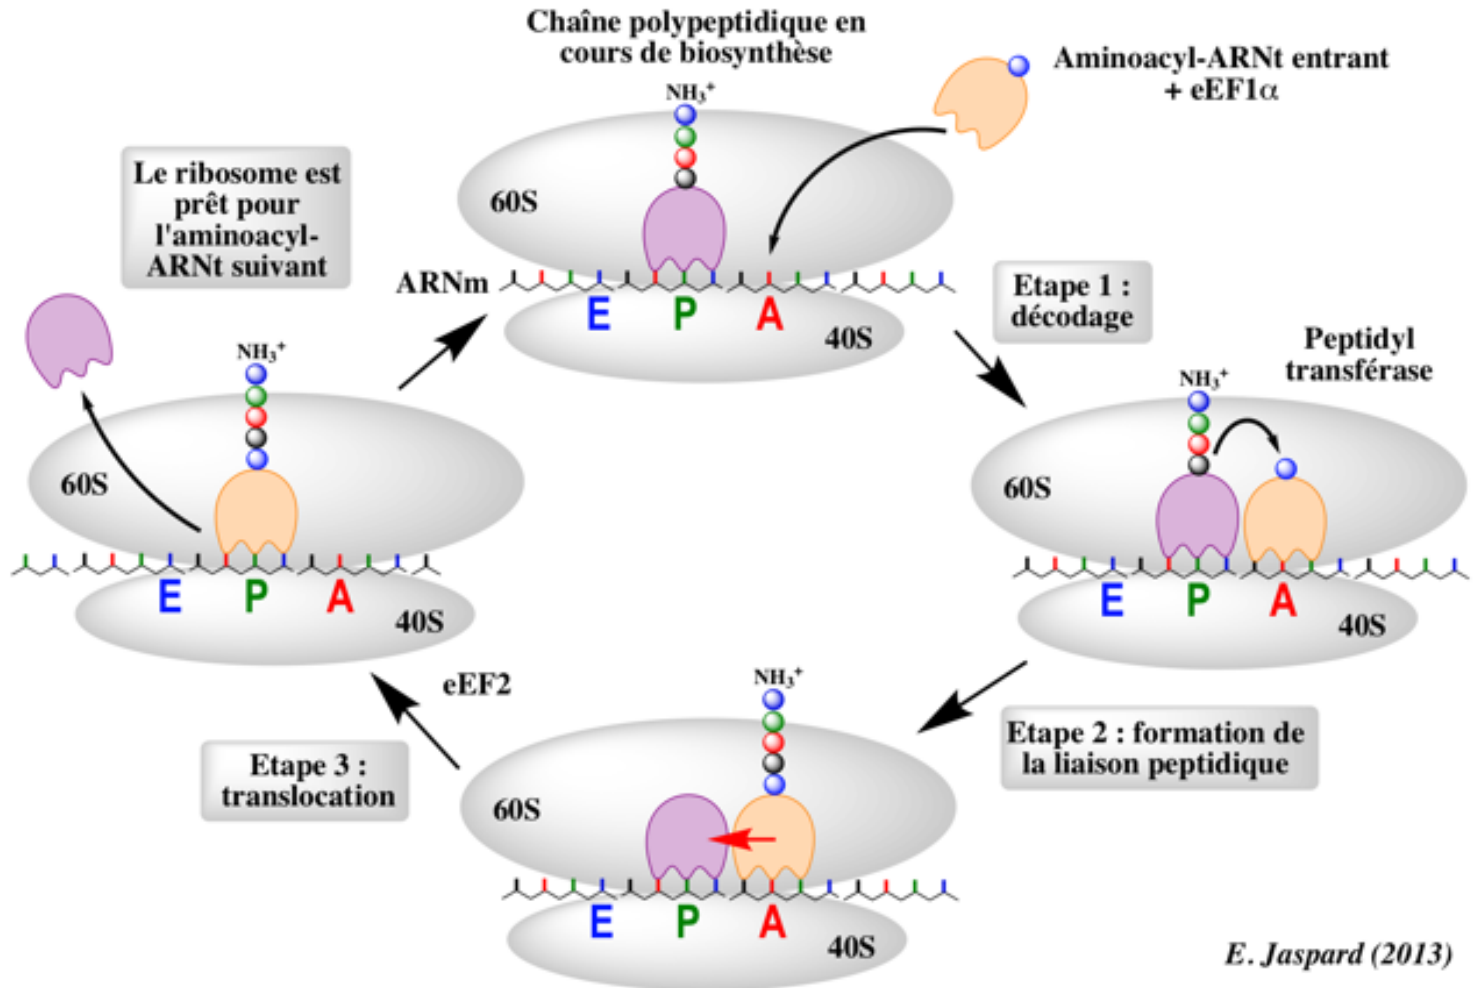 Chaîne polypeptidique en
cours de biosynthèse
Aminoacyl-ARNt entrant
+ eEF1α
NH₃⁺
60S
ARNm
E P A
40S
Etape 1 :
décodage
Peptidyl
transférase
NH₃⁺
60S
E P A
40S
Etape 2 : formation de
la liaison peptidique
NH₃⁺
60S
E P A
40S
eEF2
Etape 3 :
translocation
NH₃⁺
60S
E P A
40S
Le ribosome est
prêt pour
l'aminoacyl-
ARNt suivant
E. Jaspard (2013)